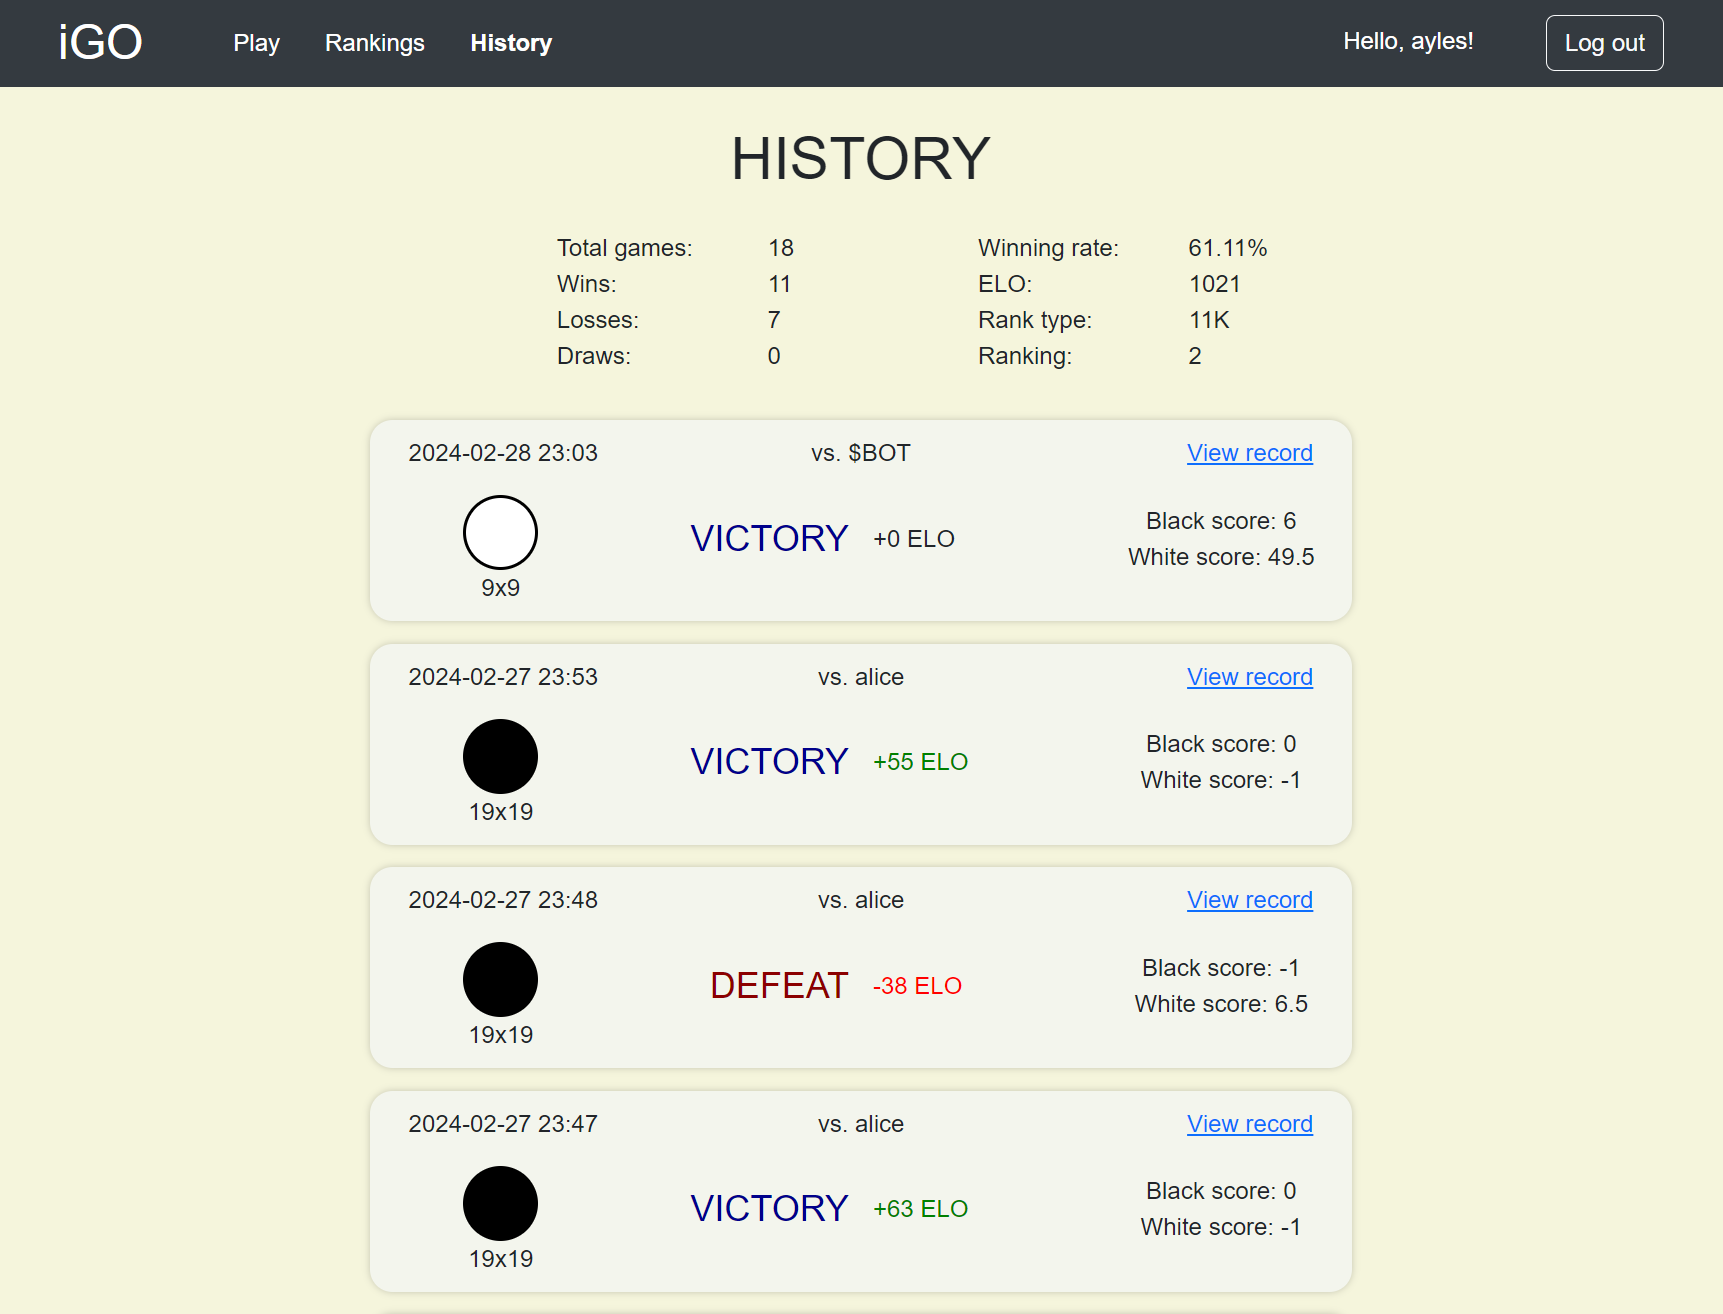 iGO Play Rankings History Hello, ayles! Log out
HISTORY
Total games: 18 Winning rate: 61.11%
Wins: 11 ELO: 1021
Losses: 7 Rank type: 11K
Draws: 0 Ranking: 2
2024-02-28 23:03 vs. $BOT View record
Black score: 6
VICTORY +0 ELO
White score: 49.5
9x9
2024-02-27 23:53 vs. alice View record
Black score: 0
VICTORY +55 ELO
White score: -1
19x19
2024-02-27 23:48 vs. alice View record
Black score: -1
DEFEAT -38 ELO
White score: 6.5
19x19
2024-02-27 23:47 vs. alice View record
Black score: 0
VICTORY +63 ELO
White score: -1
19x19